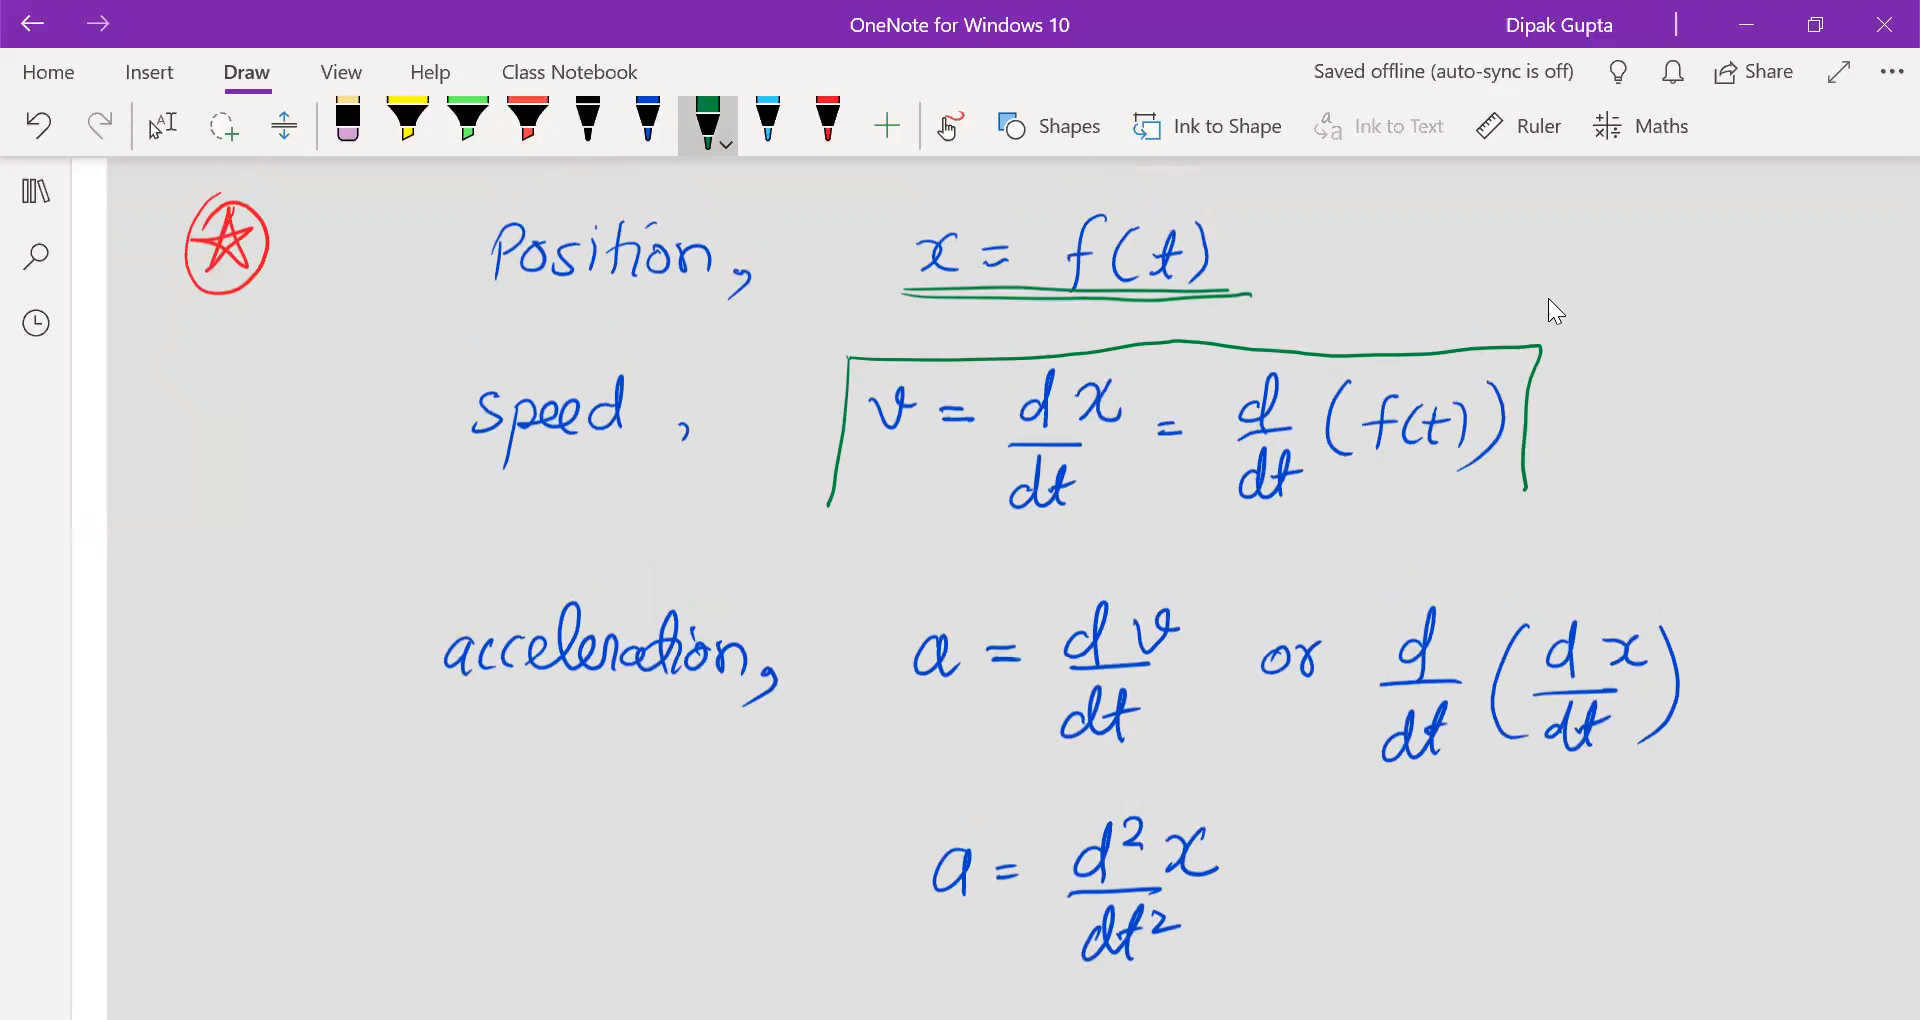 OneNote for Windows 10
Dipak Gupta
Home Insert Draw View Help Class Notebook
Saved offline (auto-sync is off) Share
Shapes Ink to Shape Ink to Text Ruler Maths
Position, x = f(t)
speed, v = dx/dt = d/dt (f(t))
acceleration, a = dv/dt or d/dt (dx/dt)
a = d²x/dt²